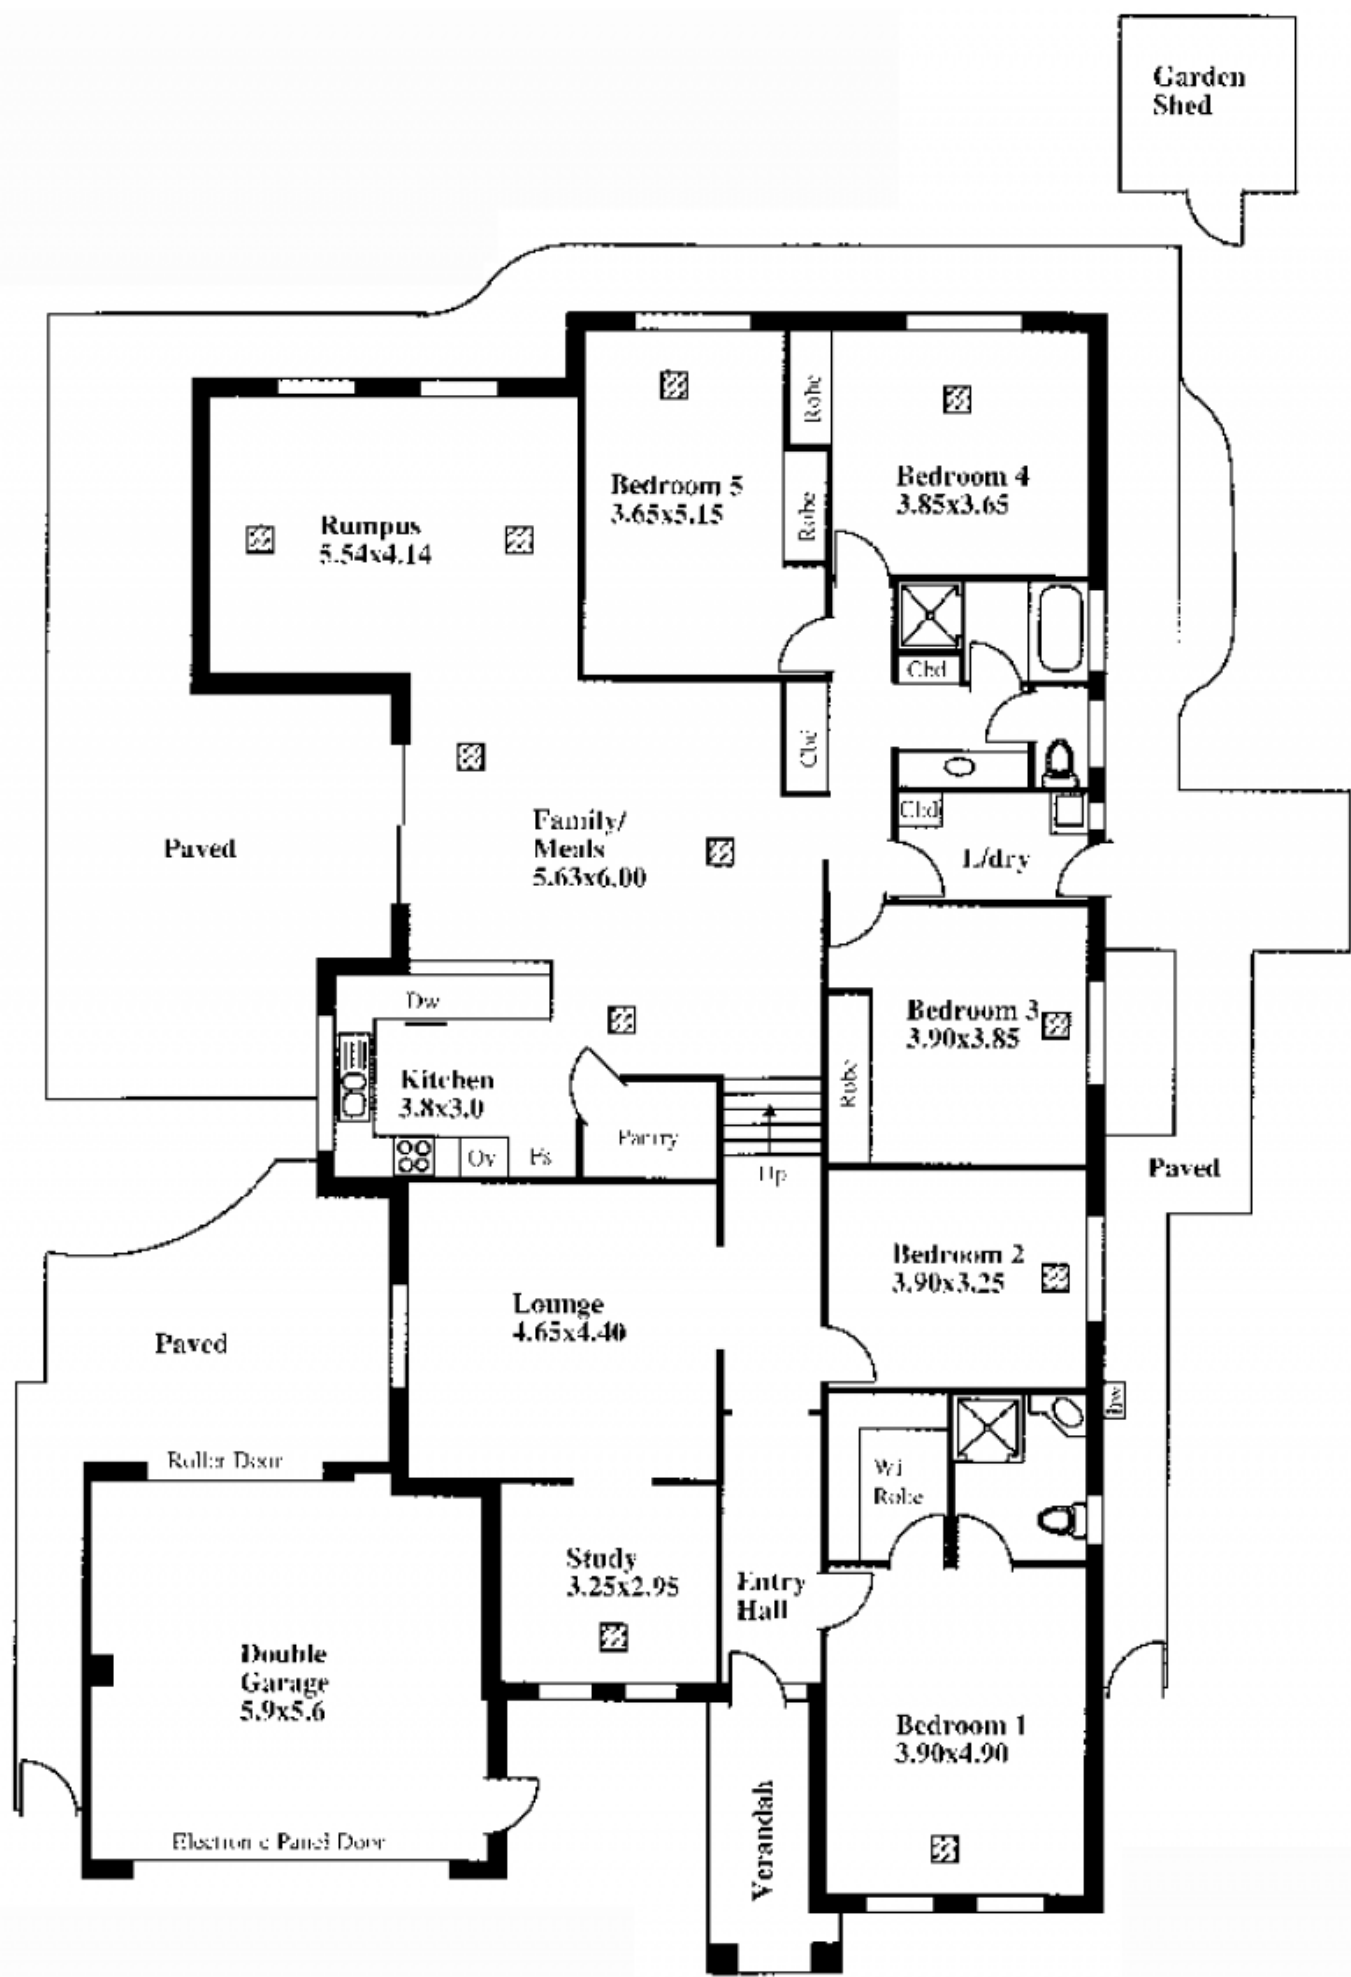 Garden
Shed
Robe
Bedroom 4
3.85x3.65
Bedroom 5
3.65x5.15
Robe
Rumpus
5.54x4.14
Cbd
Cbd
Family/
Meals
5.63x6.00
Cbd
L/dry
Paved
Dw
Bedroom 3
3.90x3.85
Robe
Kitchen
3.8x3.0
Pantry
Ov
Fs
Up
Paved
Bedroom 2
3.90x3.25
Lounge
4.65x4.40
Paved
Hw
Roller Door
Wi
Robe
Study
3.25x2.95
Entry
Hall
Double
Garage
5.9x5.6
Bedroom 1
3.90x4.90
Electronic Panel Door
Verandah